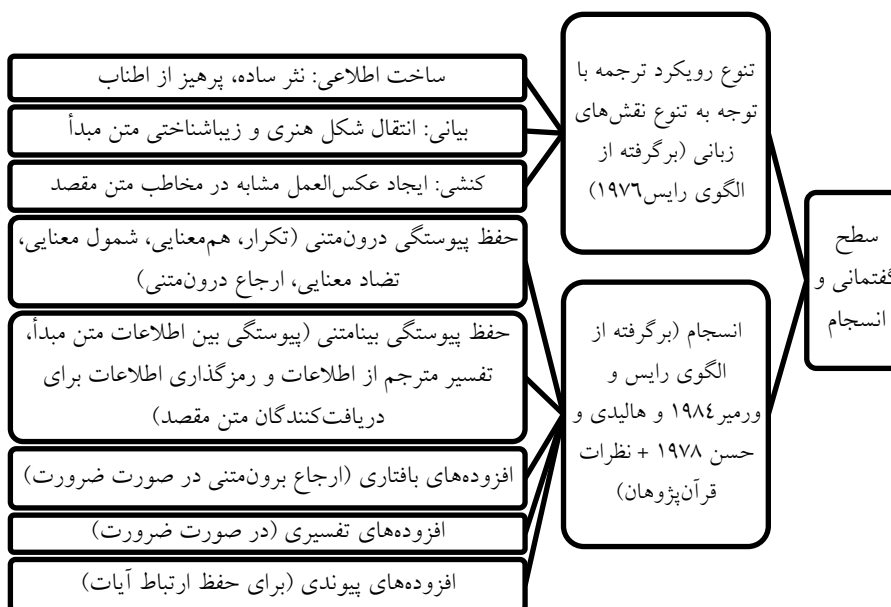 سطح
گفتمانی و
انسجام
تنوع رویکرد ترجمه با
توجه به تنوع نقش‌های
زبانی (برگرفته از
الگوی رایس۱۹۷۶)
ساخت اطلاعی: نثر ساده، پرهیز از اطناب
بیانی: انتقال شکل هنری و زیباشناختی متن مبدأ
کنشی: ایجاد عکس‌العمل مشابه در مخاطب متن مقصد
انسجام (برگرفته از
الگوی رایس و
ورمیر۱۹۸۴ و هالیدی و
حسن ۱۹۷۸ + نظرات
قرآن‌پژوهان)
حفظ پیوستگی درون‌متنی (تکرار، هم‌معنایی، شمول معنایی،
تضاد معنایی، ارجاع درون‌متنی)
حفظ پیوستگی بینامتنی (پیوستگی بین اطلاعات متن مبدأ،
تفسیر مترجم از اطلاعات و رمزگذاری اطلاعات برای
دریافت‌کنندگان متن مقصد)
افزوده‌های بافتاری (ارجاع برون‌متنی در صورت ضرورت)
افزوده‌های تفسیری (در صورت ضرورت)
افزوده‌های پیوندی (برای حفظ ارتباط آیات)